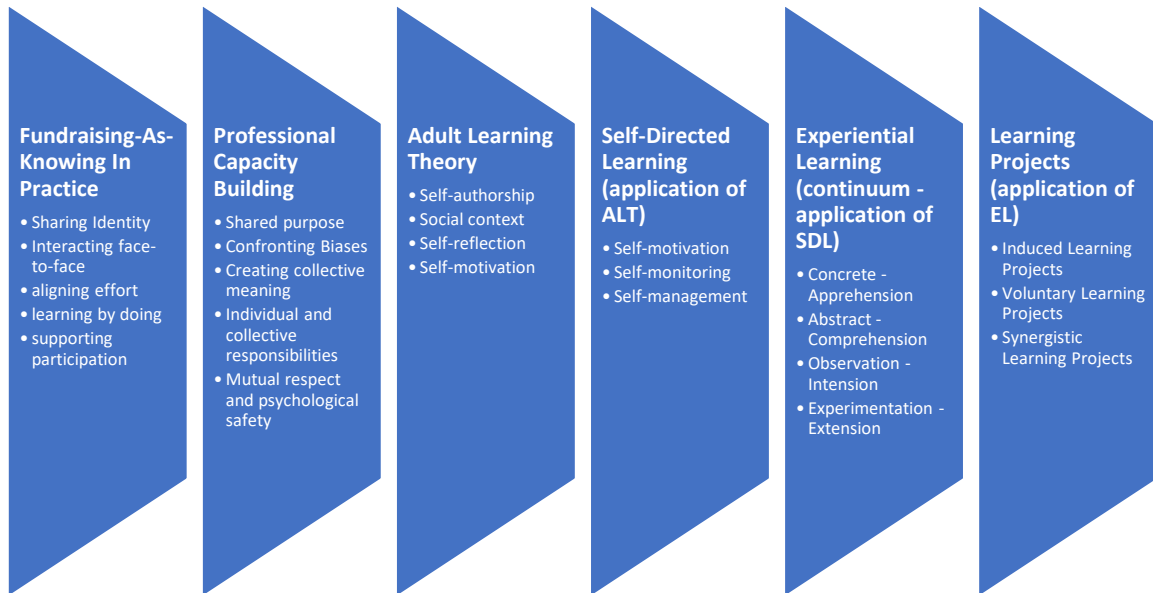 Fundraising-As-
Knowing In
Practice
• Sharing Identity
• Interacting face-
to-face
• aligning effort
• learning by doing
• supporting
participation
Professional
Capacity
Building
• Shared purpose
• Confronting Biases
• Creating collective
meaning
• Individual and
collective
responsibilities
• Mutual respect
and psychological
safety
Adult Learning
Theory
• Self-authorship
• Social context
• Self-reflection
• Self-motivation
Self-Directed
Learning
(application of
ALT)
• Self-motivation
• Self-monitoring
• Self-management
Experiential
Learning
(continuum -
application of
SDL)
• Concrete -
Apprehension
• Abstract -
Comprehension
• Observation -
Intension
• Experimentation -
Extension
Learning
Projects
(application of
EL)
• Induced Learning
Projects
• Voluntary Learning
Projects
• Synergistic
Learning Projects